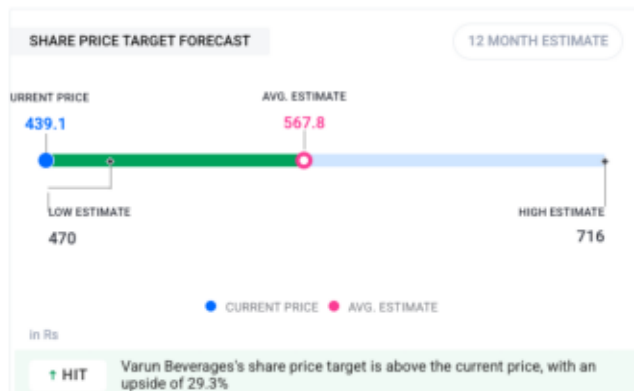 SHARE PRICE TARGET FORECAST
12 MONTH ESTIMATE
URRENT PRICE
AVG. ESTIMATE
439.1
567.8
LOW ESTIMATE
HIGH ESTIMATE
470
716
CURRENT PRICE
AVG. ESTIMATE
in Rs
↑ HIT
Varun Beverages's share price target is above the current price, with an
upside of 29.3%